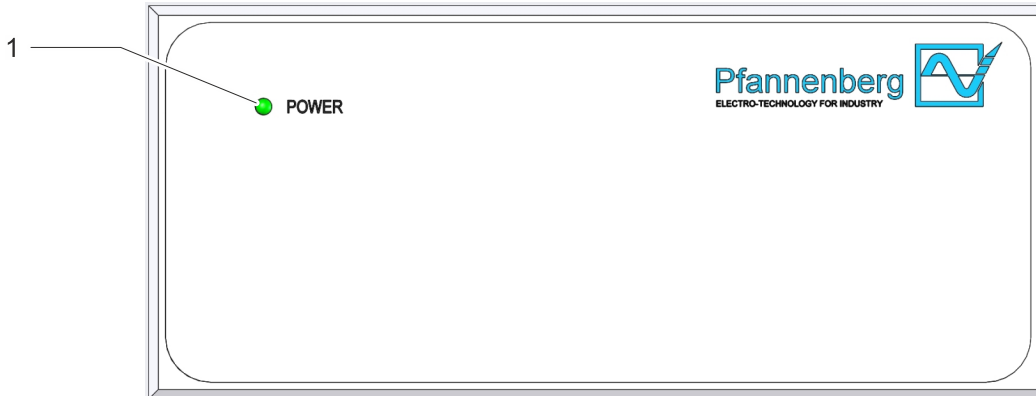 1
POWER
Pfannenberg
ELECTRO-TECHNOLOGY FOR INDUSTRY